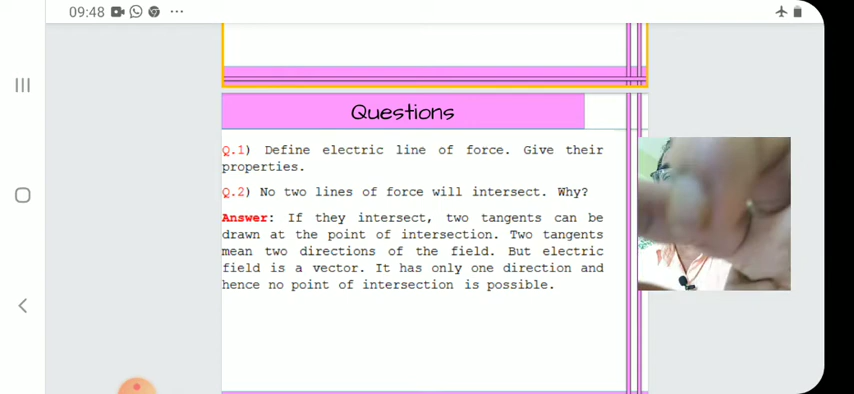 09:48
Questions
Q.1) Define electric line of force. Give their
properties.
Q.2) No two lines of force will intersect. Why?
Answer: If they intersect, two tangents can be
drawn at the point of intersection. Two tangents
mean two directions of the field. But electric
field is a vector. It has only one direction and
hence no point of intersection is possible.